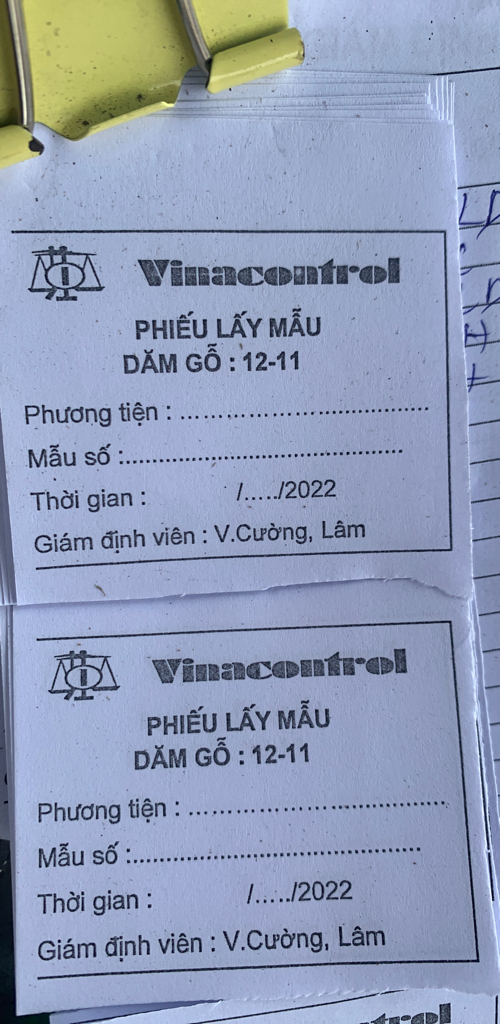 Vinacontrol
PHIẾU LẤY MẪU
DĂM GỖ : 12-11
Phương tiện : ........................................
Mẫu số :..............................................
Thời gian : /...../2022
Giám định viên : V.Cường, Lâm
Vinacontrol
PHIẾU LẤY MẪU
DĂM GỖ : 12-11
Phương tiện : ........................................
Mẫu số :..............................................
Thời gian : /...../2022
Giám định viên : V.Cường, Lâm